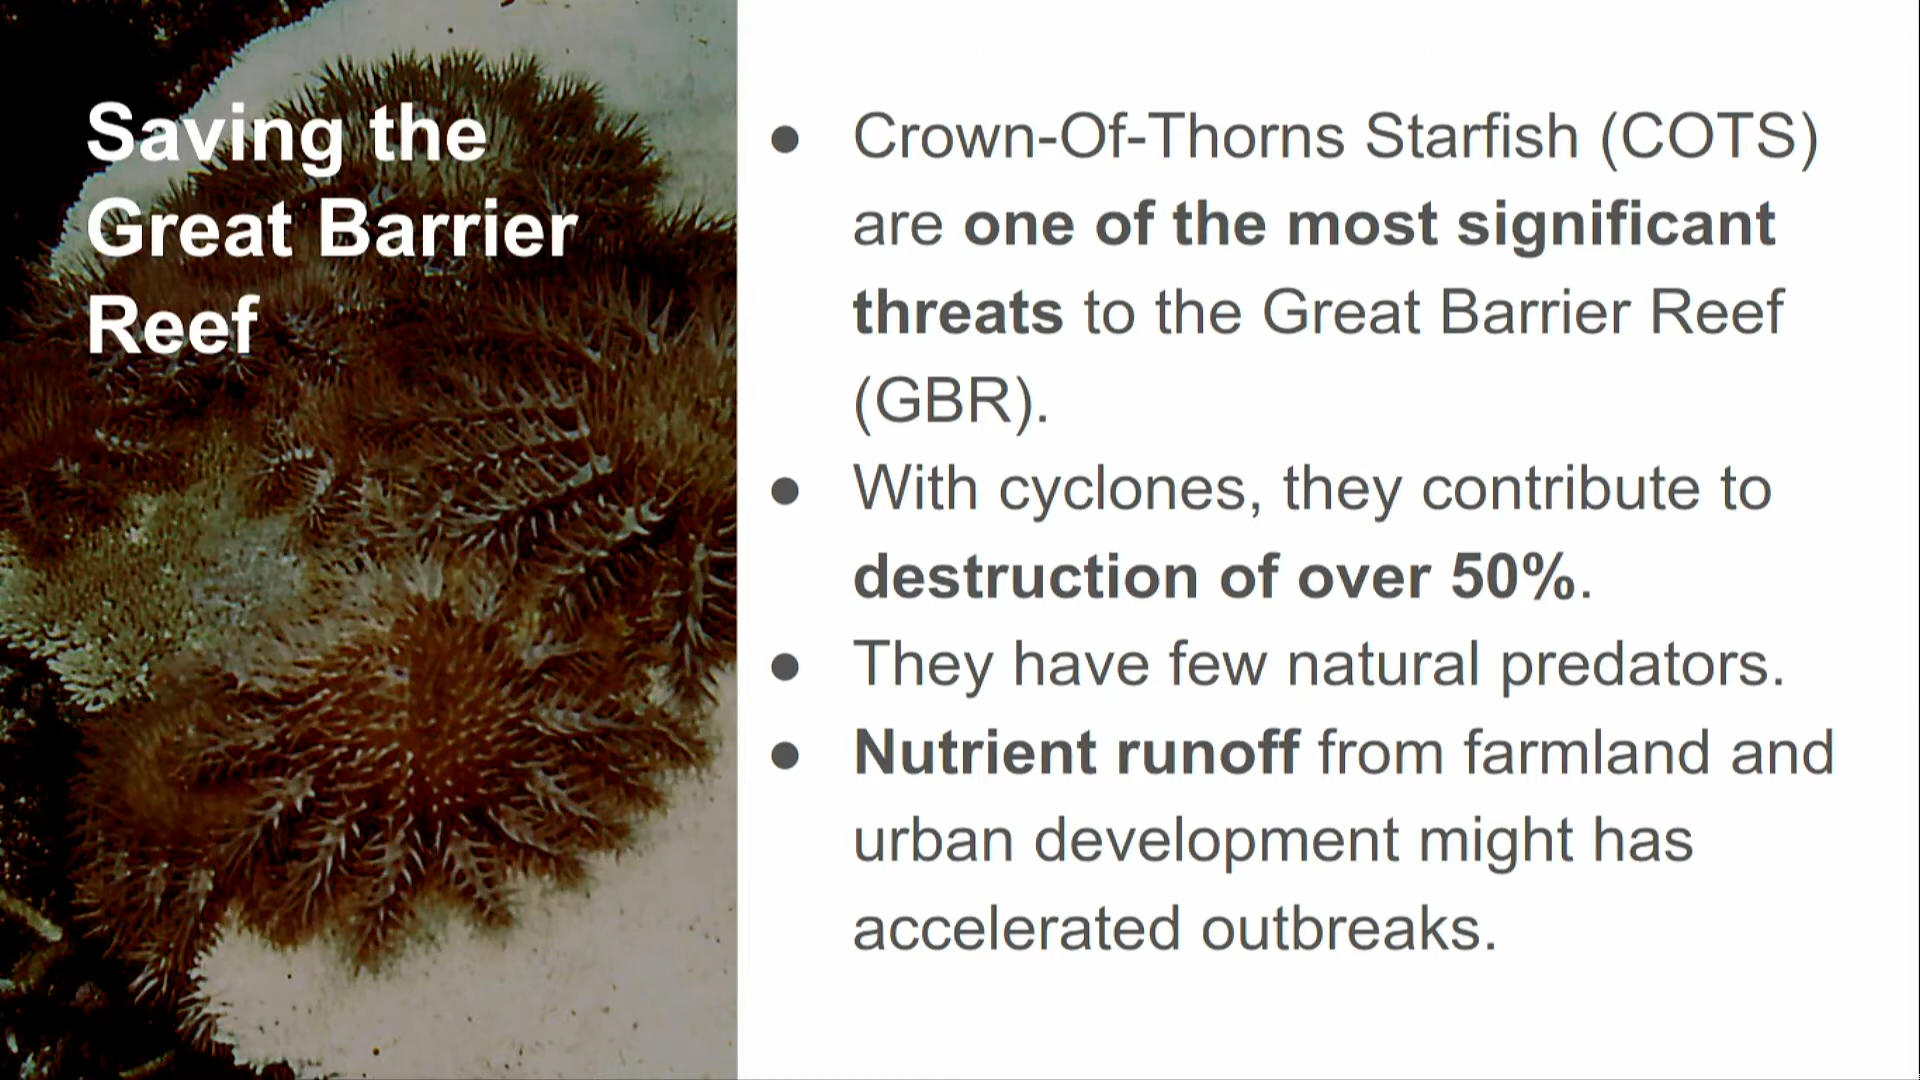 Saving the
Great Barrier
Reef
● Crown-Of-Thorns Starfish (COTS)
are one of the most significant
threats to the Great Barrier Reef
(GBR).
● With cyclones, they contribute to
destruction of over 50%.
● They have few natural predators.
● Nutrient runoff from farmland and
urban development might has
accelerated outbreaks.